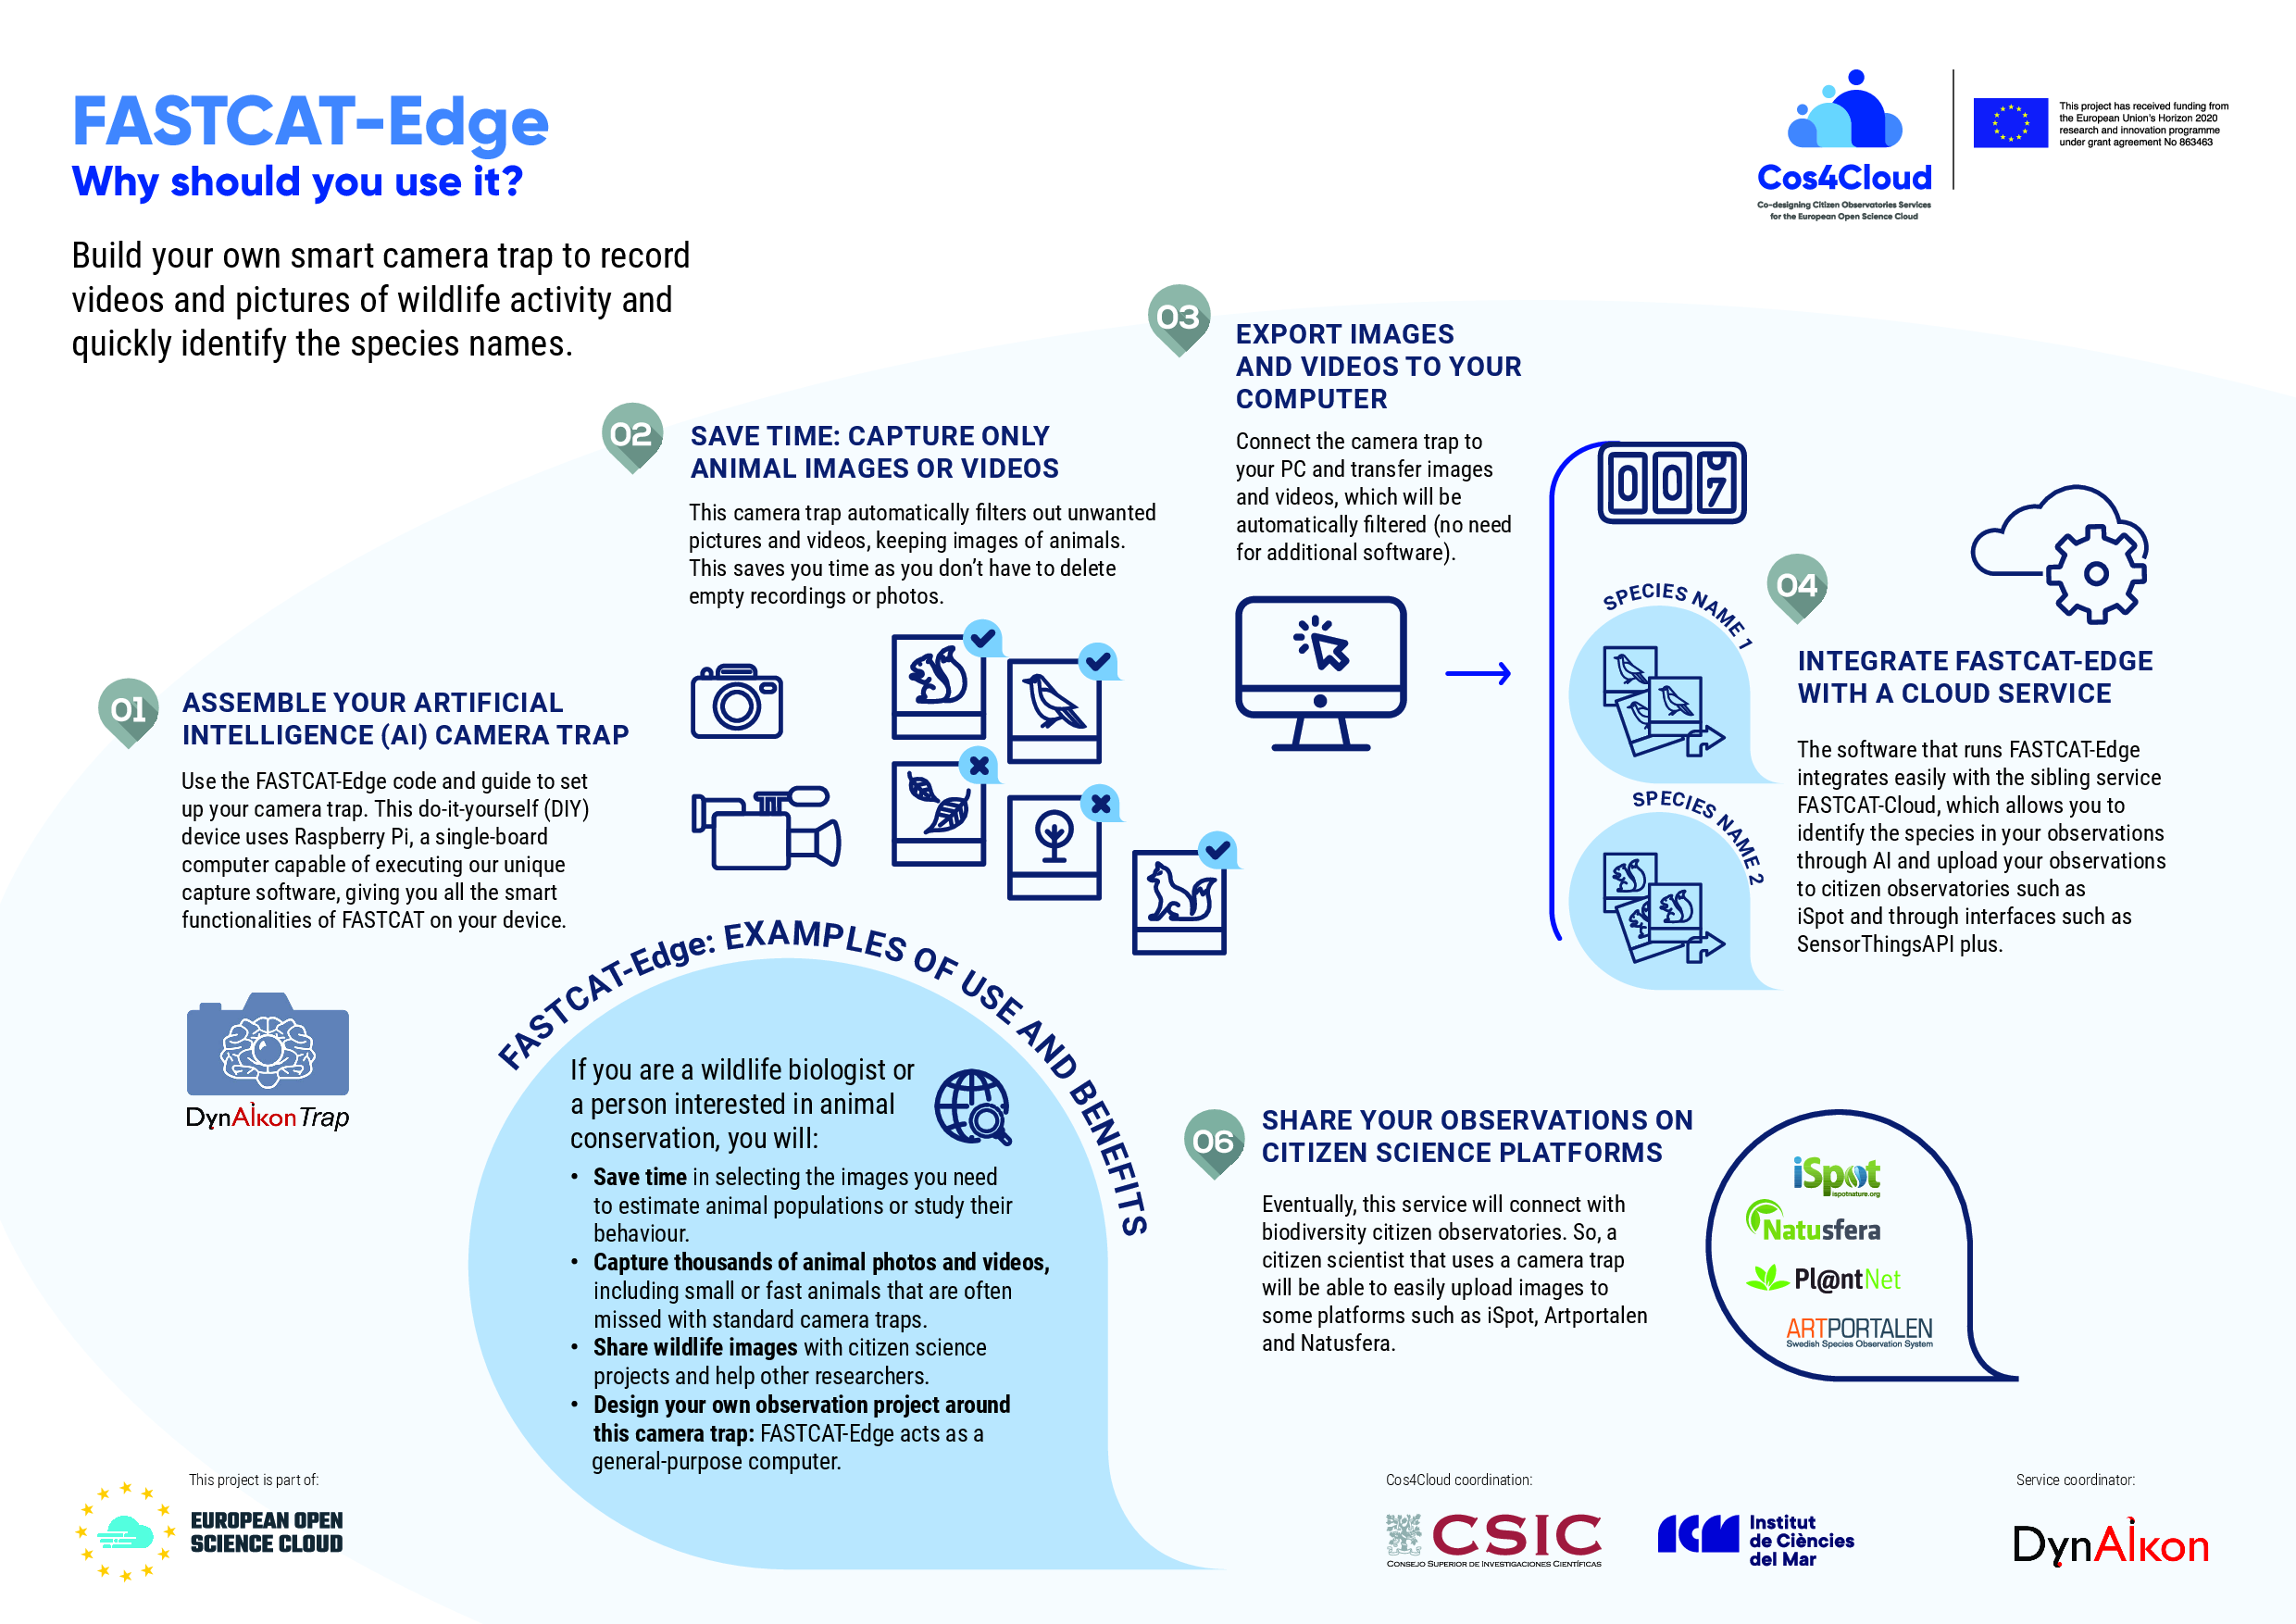 FASTCAT-Edge
Why should you use it?
Build your own smart camera trap to record
videos and pictures of wildlife activity and
quickly identify the species names.
Cos4Cloud
Co-designing Citizen Observatories Services
for the European Open Science Cloud
This project has received funding from
the European Union's Horizon 2020
research and innovation programme
under grant agreement No 863463
01
ASSEMBLE YOUR ARTIFICIAL
INTELLIGENCE (AI) CAMERA TRAP
Use the FASTCAT-Edge code and guide to set
up your camera trap. This do-it-yourself (DIY)
device uses Raspberry Pi, a single-board
computer capable of executing our unique
capture software, giving you all the smart
functionalities of FASTCAT on your device.
DynAIkon Trap
02
SAVE TIME: CAPTURE ONLY
ANIMAL IMAGES OR VIDEOS
This camera trap automatically filters out unwanted
pictures and videos, keeping images of animals.
This saves you time as you don't have to delete
empty recordings or photos.
03
EXPORT IMAGES
AND VIDEOS TO YOUR
COMPUTER
Connect the camera trap to
your PC and transfer images
and videos, which will be
automatically filtered (no need
for additional software).
007
SPECIES NAME 1
SPECIES NAME 2
04
INTEGRATE FASTCAT-EDGE
WITH A CLOUD SERVICE
The software that runs FASTCAT-Edge
integrates easily with the sibling service
FASTCAT-Cloud, which allows you to
identify the species in your observations
through AI and upload your observations
to citizen observatories such as
iSpot and through interfaces such as
SensorThingsAPI plus.
FASTCAT-Edge: EXAMPLES OF USE AND BENEFITS
If you are a wildlife biologist or
a person interested in animal
conservation, you will:
• Save time in selecting the images you need
to estimate animal populations or study their
behaviour.
• Capture thousands of animal photos and videos,
including small or fast animals that are often
missed with standard camera traps.
• Share wildlife images with citizen science
projects and help other researchers.
• Design your own observation project around
this camera trap: FASTCAT-Edge acts as a
general-purpose computer.
06
SHARE YOUR OBSERVATIONS ON
CITIZEN SCIENCE PLATFORMS
Eventually, this service will connect with
biodiversity citizen observatories. So, a
citizen scientist that uses a camera trap
will be able to easily upload images to
some platforms such as iSpot, Artportalen
and Natusfera.
iSpot
ispotnature.org
Natusfera
Pl@ntNet
ARTPORTALEN
Swedish Species Observation System
This project is part of:
EUROPEAN OPEN
SCIENCE CLOUD
Cos4Cloud coordination:
CSIC
CONSEJO SUPERIOR DE INVESTIGACIONES CIENTÍFICAS
ICM
Institut
de Ciències
del Mar
Service coordinator:
DynAIkon